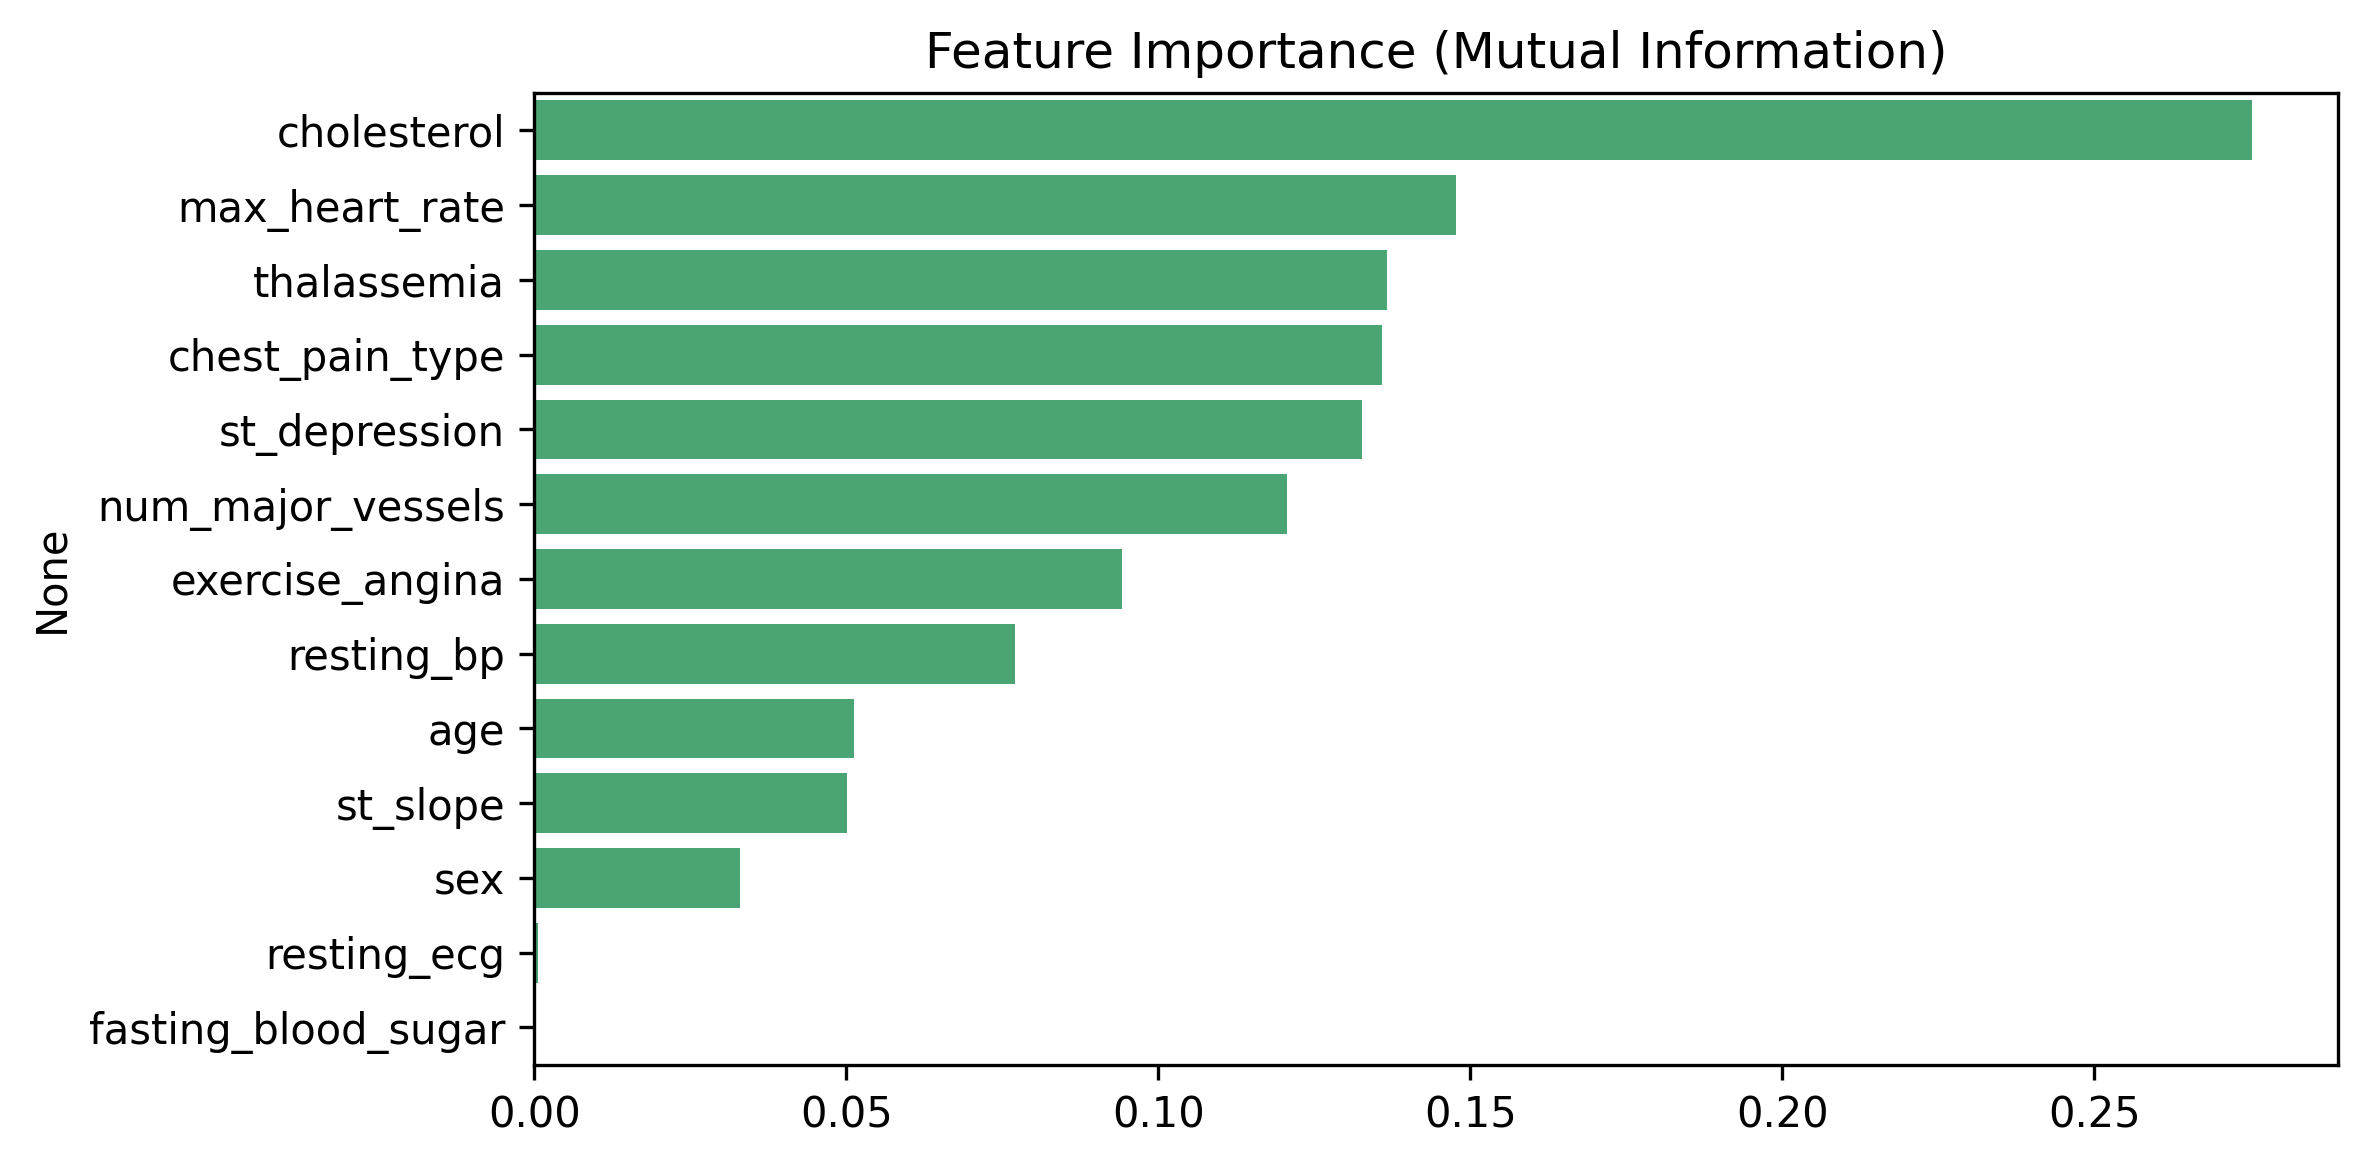 Feature Importance (Mutual Information)
cholesterol
max_heart_rate
thalassemia
chest_pain_type
st_depression
num_major_vessels
exercise_angina
resting_bp
age
st_slope
sex
resting_ecg
fasting_blood_sugar
None
0.00 0.05 0.10 0.15 0.20 0.25